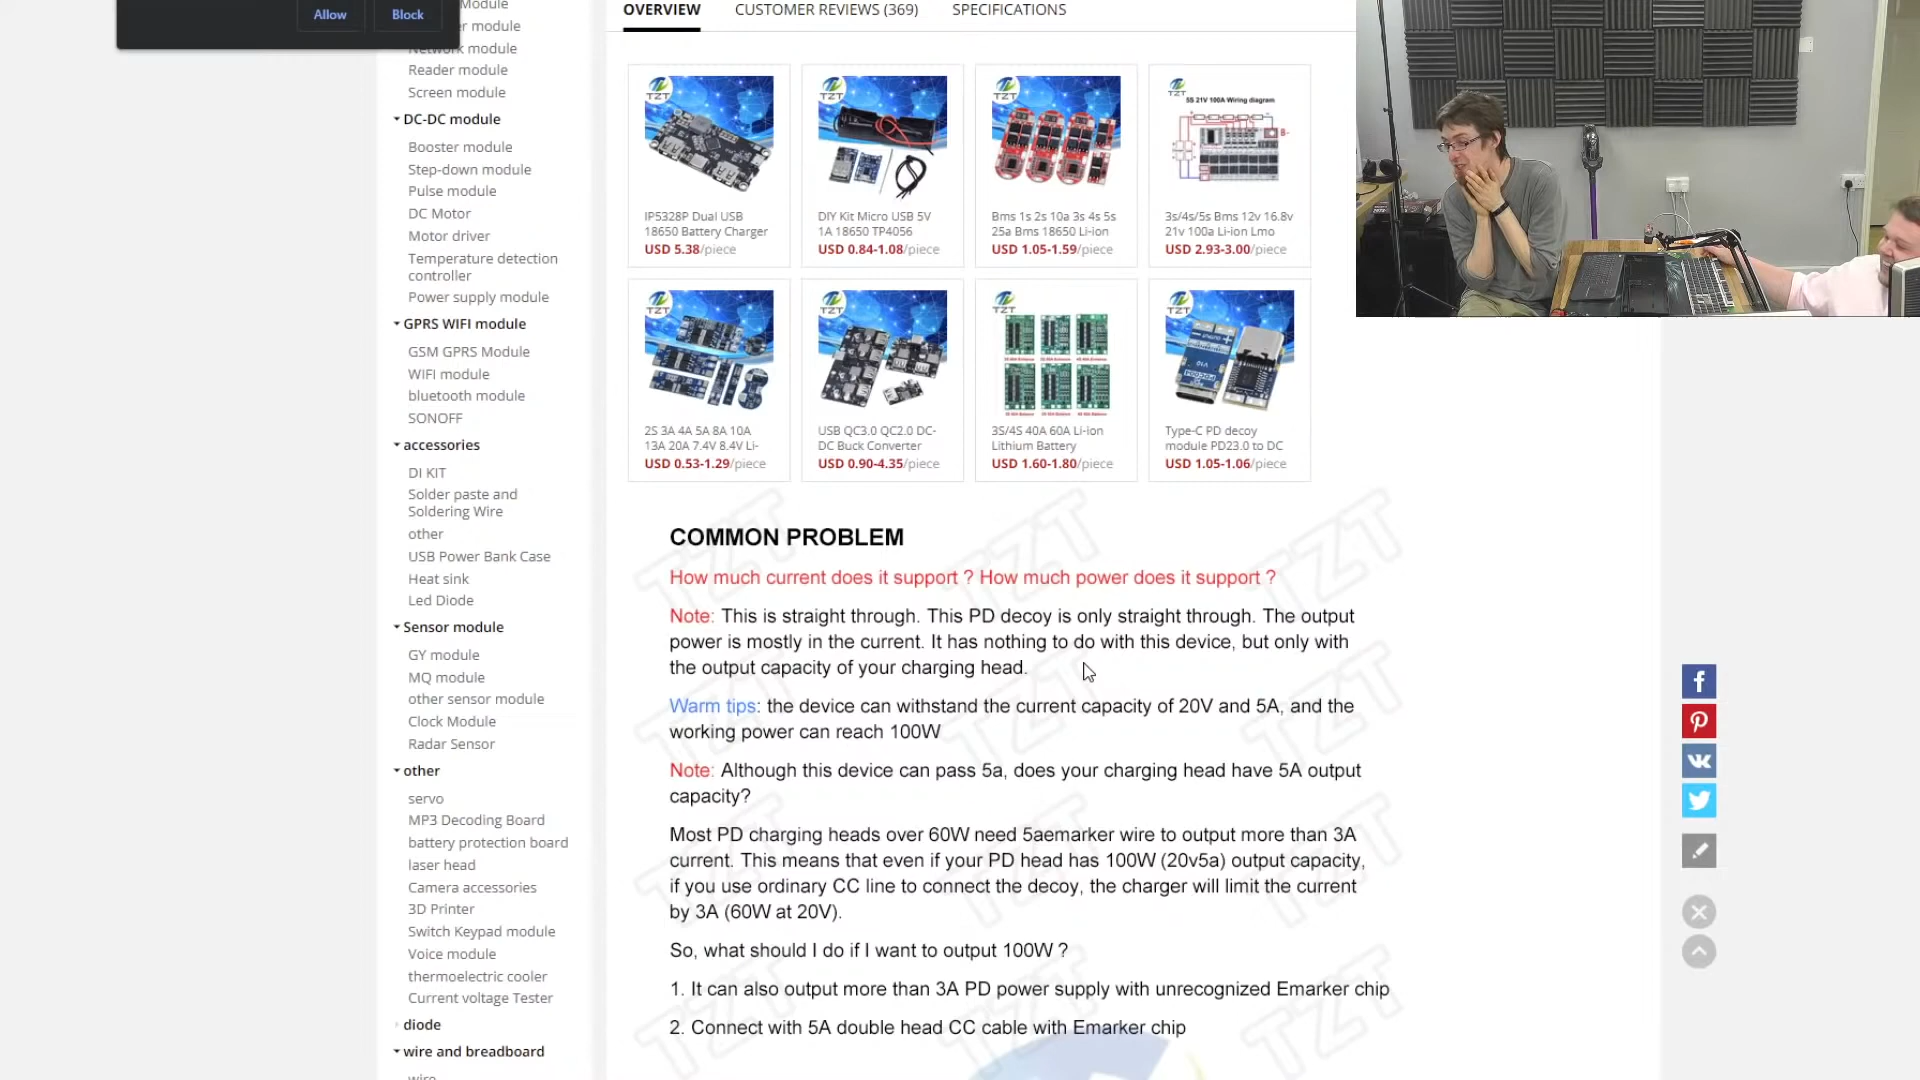 Allow
Block
Module
Network module
Reader module
Screen module
DC-DC module
Booster module
Step-down module
Pulse module
DC Motor
Motor driver
Temperature detection
controller
Power supply module
GPRS WIFI module
GSM GPRS Module
WIFI module
bluetooth module
SONOFF
accessories
DI KIT
Solder paste and
Soldering Wire
other
USB Power Bank Case
Heat sink
Led Diode
Sensor module
GY module
MQ module
other sensor module
Clock Module
Radar Sensor
other
servo
MP3 Decoding Board
battery protection board
laser head
Camera accessories
3D Printer
Switch Keypad module
Voice module
thermoelectric cooler
Current voltage Tester
diode
wire and breadboard
wire
OVERVIEW
CUSTOMER REVIEWS (369)
SPECIFICATIONS
TZT
TZT
TZT
TZT
5S 21V 100A Wiring diagram
B-
IP5328P Dual USB
18650 Battery Charger
USD 5.38/piece
DIY Kit Micro USB 5V
1A 18650 TP4056
USD 0.84-1.08/piece
Bms 1s 2s 10a 3s 4s 5s
25a Bms 18650 Li-ion
USD 1.05-1.59/piece
3s/4s/5s Bms 12v 16.8v
21v 100a Li-ion Lmo
USD 2.93-3.00/piece
TZT
TZT
TZT
TZT
2S 3A 4A 5A 8A 10A
13A 20A 7.4V 8.4V Li-
USD 0.53-1.29/piece
USB QC3.0 QC2.0 DC-
DC Buck Converter
USD 0.90-4.35/piece
3S/4S 40A 60A Li-ion
Lithium Battery
USD 1.60-1.80/piece
Type-C PD decoy
module PD23.0 to DC
USD 1.05-1.06/piece
COMMON PROBLEM
How much current does it support ? How much power does it support ?
Note: This is straight through. This PD decoy is only straight through. The output
power is mostly in the current. It has nothing to do with this device, but only with
the output capacity of your charging head.
Warm tips: the device can withstand the current capacity of 20V and 5A, and the
working power can reach 100W
Note: Although this device can pass 5a, does your charging head have 5A output
capacity?
Most PD charging heads over 60W need 5aemarker wire to output more than 3A
current. This means that even if your PD head has 100W (20v5a) output capacity,
if you use ordinary CC line to connect the decoy, the charger will limit the current
by 3A (60W at 20V).
So, what should I do if I want to output 100W ?
1. It can also output more than 3A PD power supply with unrecognized Emarker chip
2. Connect with 5A double head CC cable with Emarker chip